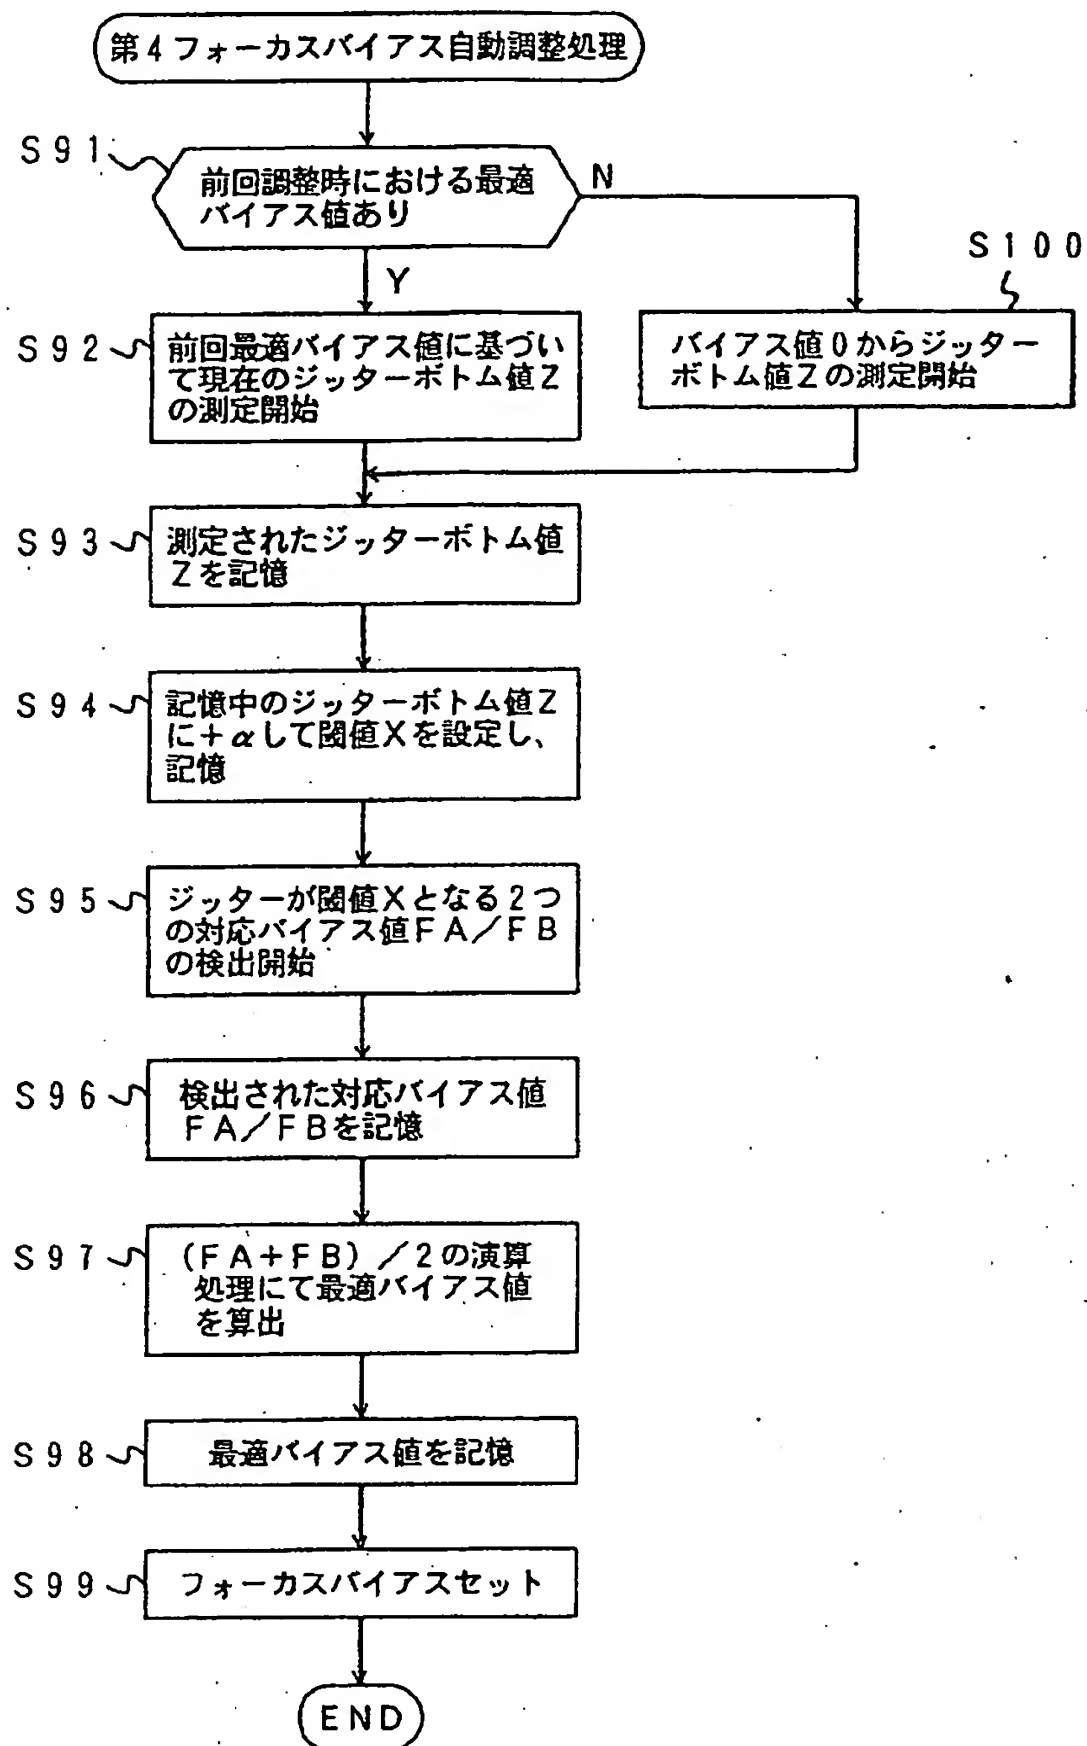 第4フォーカスバイアス自動調整処理
S91
前回調整時における最適
バイアス値あり
N
Y
S100
バイアス値0からジッター
ボトム値Zの測定開始
S92
前回最適バイアス値に基づい
て現在のジッターボトム値Z
の測定開始
S93
測定されたジッターボトム値
Zを記憶
S94
記憶中のジッターボトム値Z
に+αして閾値Xを設定し、
記憶
S95
ジッターが閾値Xとなる2つ
の対応バイアス値FA/FB
の検出開始
S96
検出された対応バイアス値
FA/FBを記憶
S97
(FA+FB)/2の演算
処理にて最適バイアス値
を算出
S98
最適バイアス値を記憶
S99
フォーカスバイアスセット
END